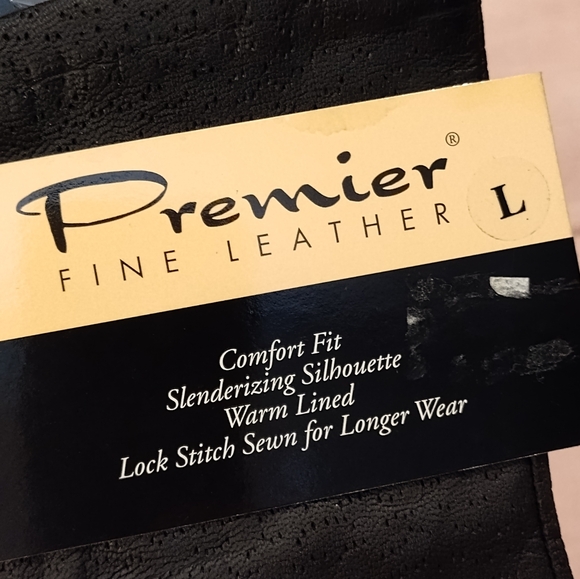 Premier®
FINE LEATHER
L
Comfort Fit
Slenderizing Silhouette
Warm Lined
Lock Stitch Sewn for Longer Wear